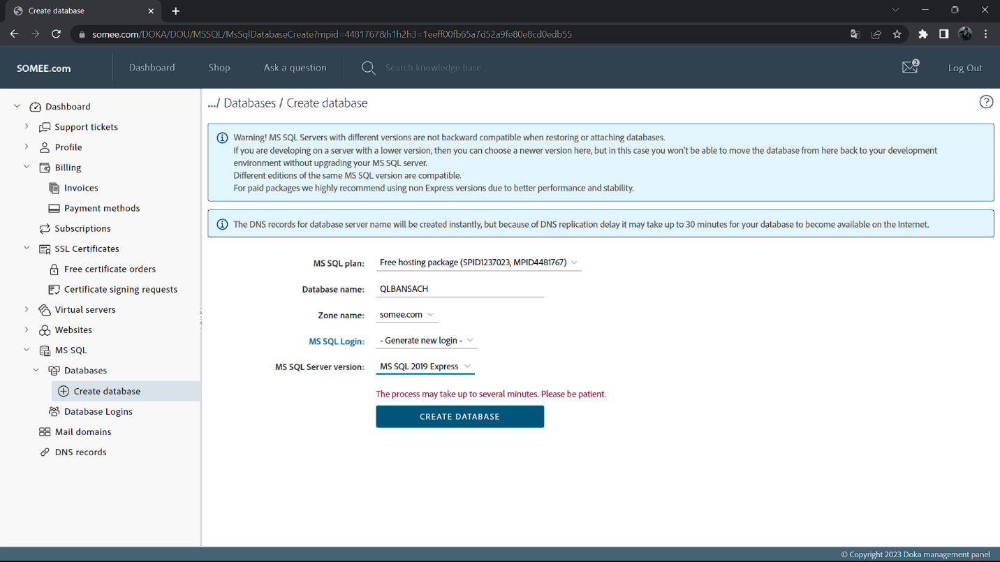 Create database
somee.com/DOKA/DOU/MSSQL/MsSqlDatabaseCreate?mpid=4481767&h1h2h3=1eeff00fb65a7d52a9fe80e8cd0edb55
SOMEE.com
Dashboard
Shop
Ask a question
Search knowledge base...
2
Log Out
Dashboard
Support tickets
Profile
Billing
Invoices
Payment methods
Subscriptions
SSL Certificates
Free certificate orders
Certificate signing requests
Virtual servers
Websites
MS SQL
Databases
Create database
Database Logins
Mail domains
DNS records
.../ Databases / Create database
?
Warning! MS SQL Servers with different versions are not backward compatible when restoring or attaching databases.
If you are developing on a server with a lower version, then you can choose a newer version here, but in this case you won't be able to move the database from here back to your development
environment without upgrading your MS SQL server.
Different editions of the same MS SQL version are compatible.
For paid packages we highly recommend using non Express versions due to better performance and stability.
The DNS records for database server name will be created instantly, but because of DNS replication delay it may take up to 30 minutes for your database to become available on the Internet.
MS SQL plan: Free hosting package (SPID1237023, MPID4481767)
Database name: QLBANSACH
Zone name: somee.com
MS SQL Login: - Generate new login -
MS SQL Server version: MS SQL 2019 Express
The process may take up to several minutes. Please be patient.
CREATE DATABASE
© Copyright 2023 Doka management panel